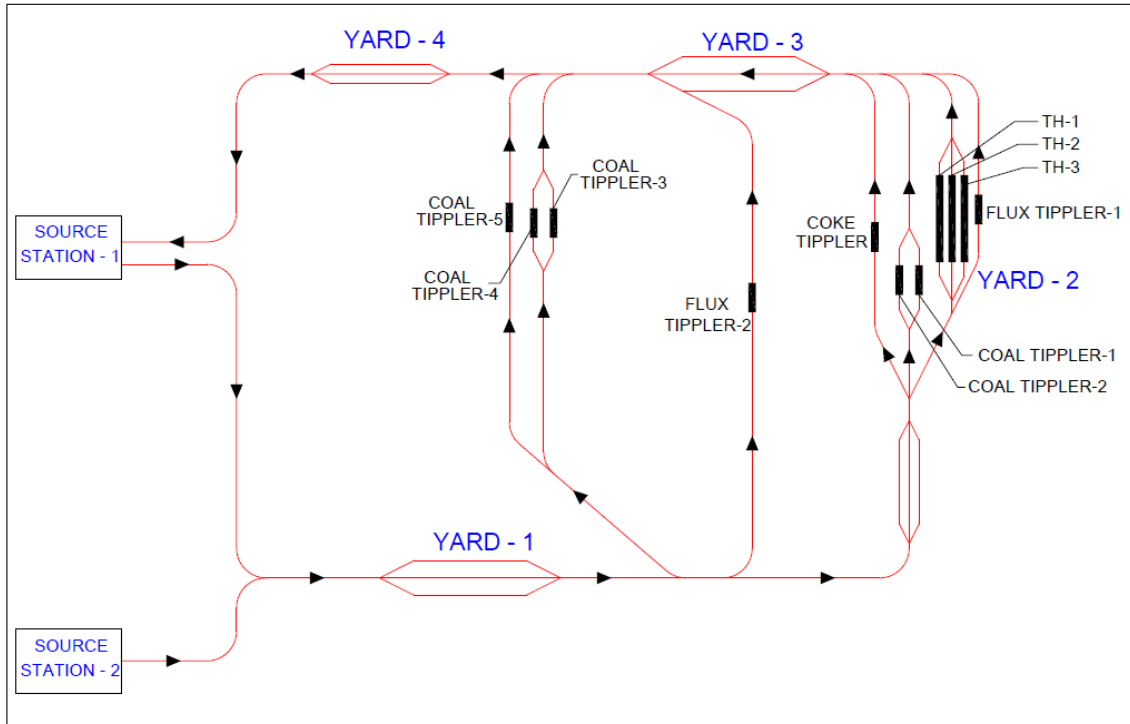 YARD - 4
YARD - 3
TH-1
TH-2
TH-3
COAL
TIPPLER-3
COAL
TIPPLER-5
COKE
TIPPLER
FLUX TIPPLER-1
SOURCE
STATION - 1
COAL
TIPPLER-4
YARD - 2
FLUX
TIPPLER-2
COAL TIPPLER-1
COAL TIPPLER-2
YARD - 1
SOURCE
STATION - 2